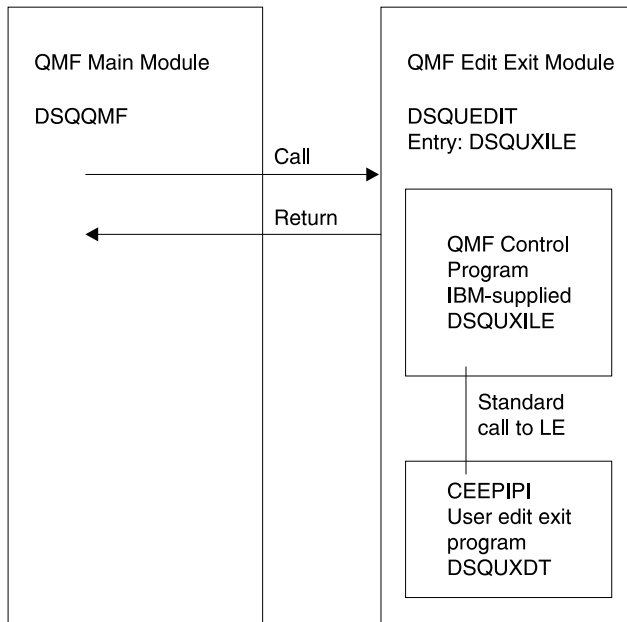 QMF Main Module
DSQQMF
Call
Return
QMF Edit Exit Module
DSQUEDIT
Entry: DSQUXILE
QMF Control
Program
IBM-supplied
DSQUXILE
Standard
call to LE
CEEPIPI
User edit exit
program
DSQUXDT